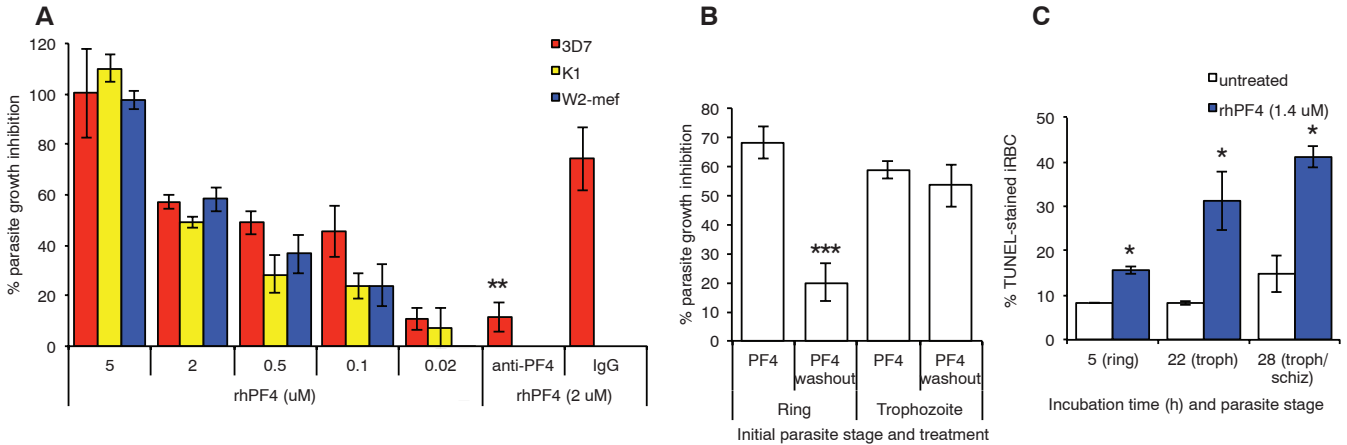 A
% parasite growth inhibition
120
100
80
60
40
20
0
3D7
K1
W2-mef
**
5
2
0.5
0.1
0.02
anti-PF4
IgG
rhPF4 (uM)
rhPF4 (2 uM)
B
% parasite growth inhibition
80
70
60
50
40
30
20
10
0
***
PF4
PF4
washout
PF4
PF4
washout
Ring
Trophozoite
Initial parasite stage and treatment
C
untreated
rhPF4 (1.4 uM)
% TUNEL-stained iRBC
50
40
30
20
10
0
*
*
*
5 (ring)
22 (troph)
28 (troph/
schiz)
Incubation time (h) and parasite stage